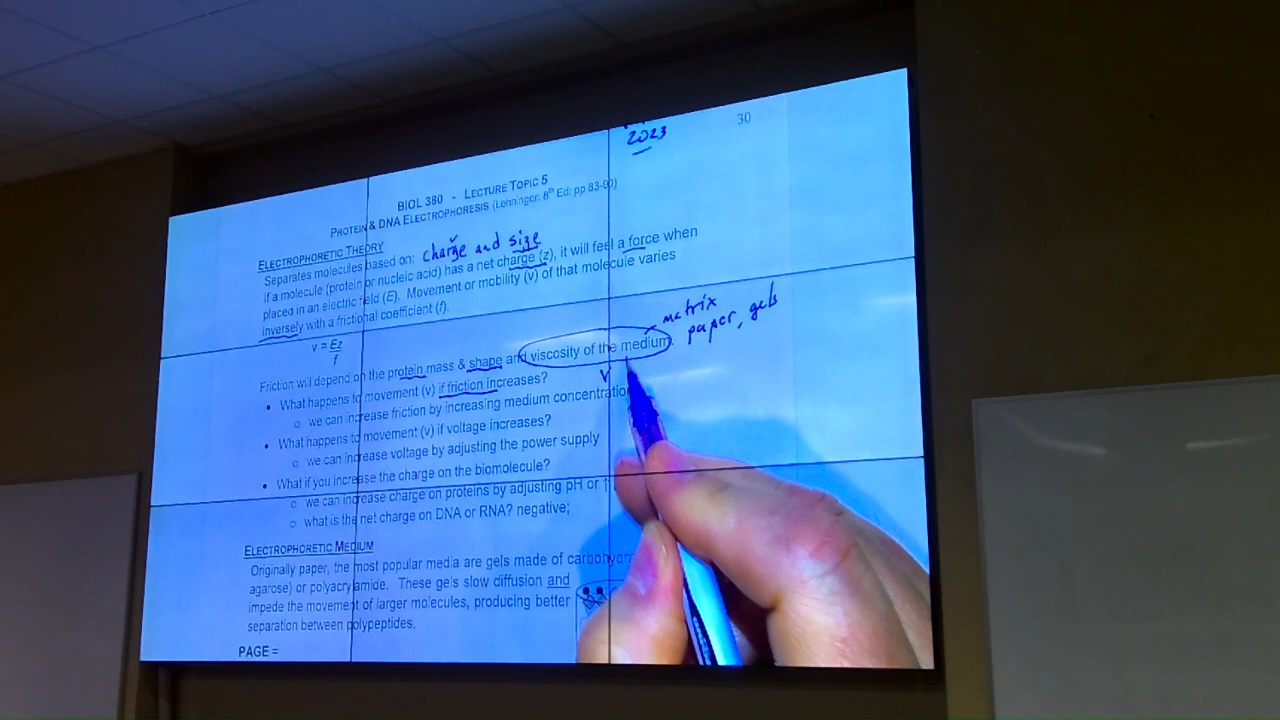 2023
30
BIOL 380 - LECTURE TOPIC 5
PROTEIN & DNA ELECTROPHORESIS (Lehninger: 8th Ed: pp 83-90)
ELECTROPHORETIC THEORY
Separates molecules based on: charge and size
If a molecule (protein or nucleic acid) has a net charge (z), it will feel a force when
placed in an electric field (E). Movement or mobility (v) of that molecule varies
inversely with a frictional coefficient (f).
v = Ez
f
matrix
paper, gels
Friction will depend on the protein mass & shape and viscosity of the medium.
• What happens to movement (v) if friction increases?
o we can increase friction by increasing medium concentration
• What happens to movement (v) if voltage increases?
o we can increase voltage by adjusting the power supply
• What if you increase the charge on the biomolecule?
o we can increase charge on proteins by adjusting pH or
o what is the net charge on DNA or RNA? negative;
ELECTROPHORETIC MEDIUM
Originally paper, the most popular media are gels made of
agarose) or polyacrylamide. These gels slow diffusion and
impede the movement of larger molecules, producing better
separation between polypeptides.
PAGE =